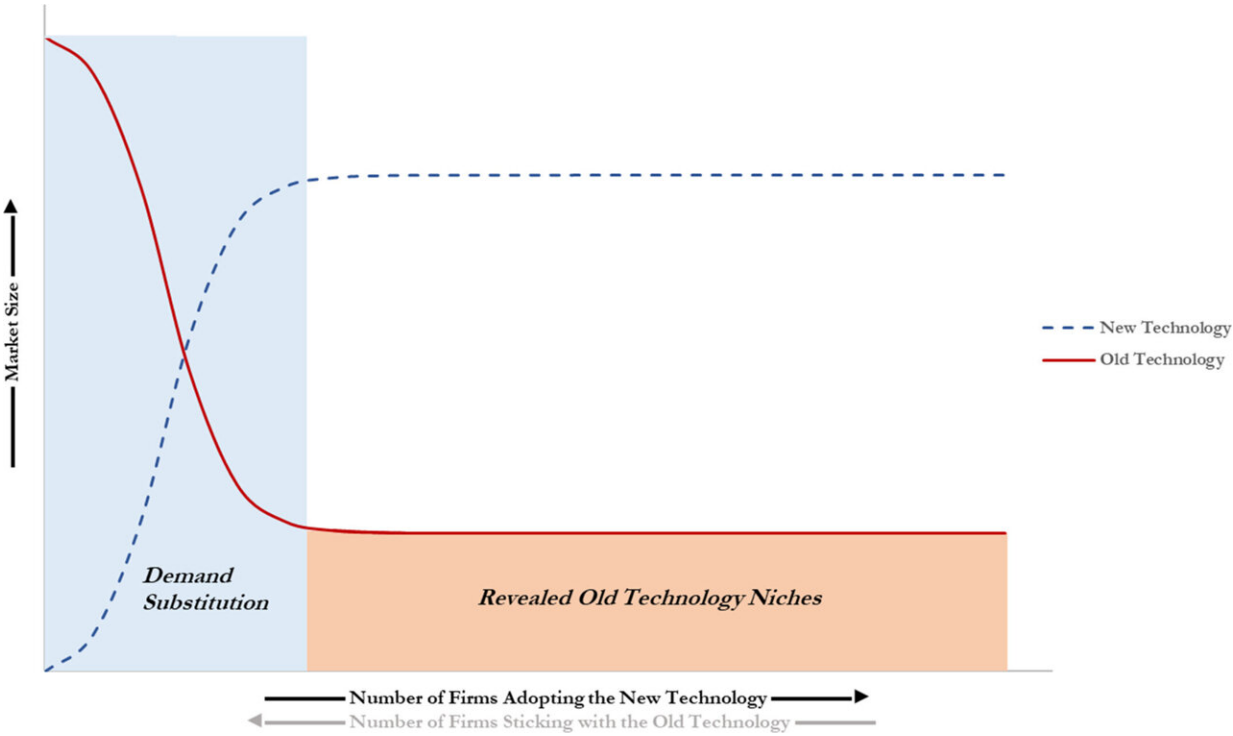 Market Size
New Technology
Old Technology
Demand
Substitution
Revealed Old Technology Niches
Number of Firms Adopting the New Technology
Number of Firms Sticking with the Old Technology